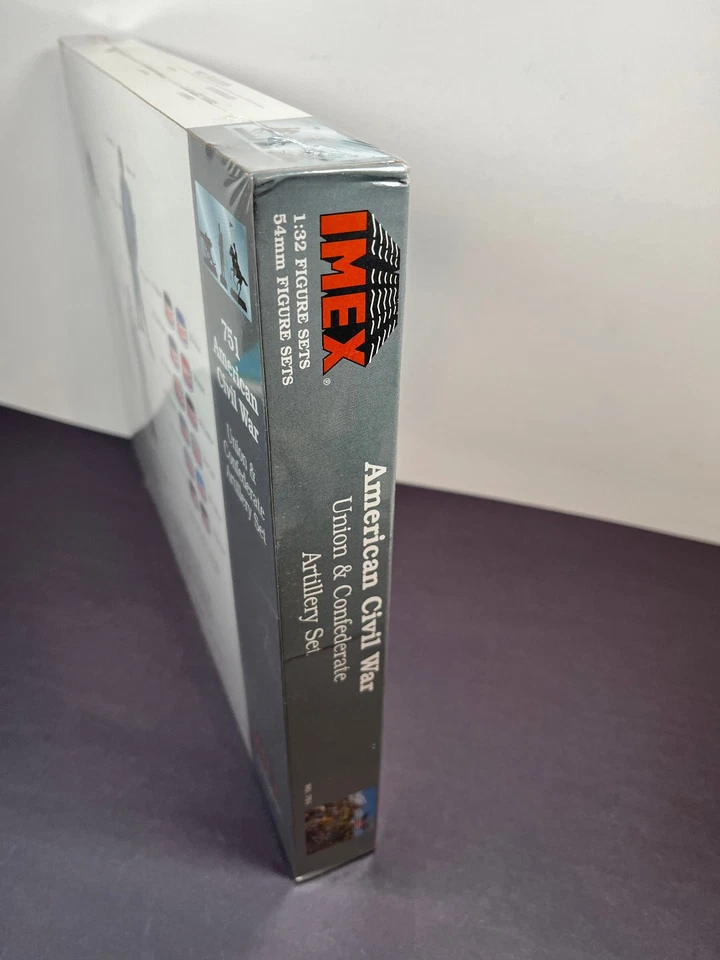 IMEX®
1:32 FIGURE SETS
54mm FIGURE SETS
American Civil War
Union & Confederate
Artillery Set
751
American
Civil War
Union &
Confederate
Artillery Set